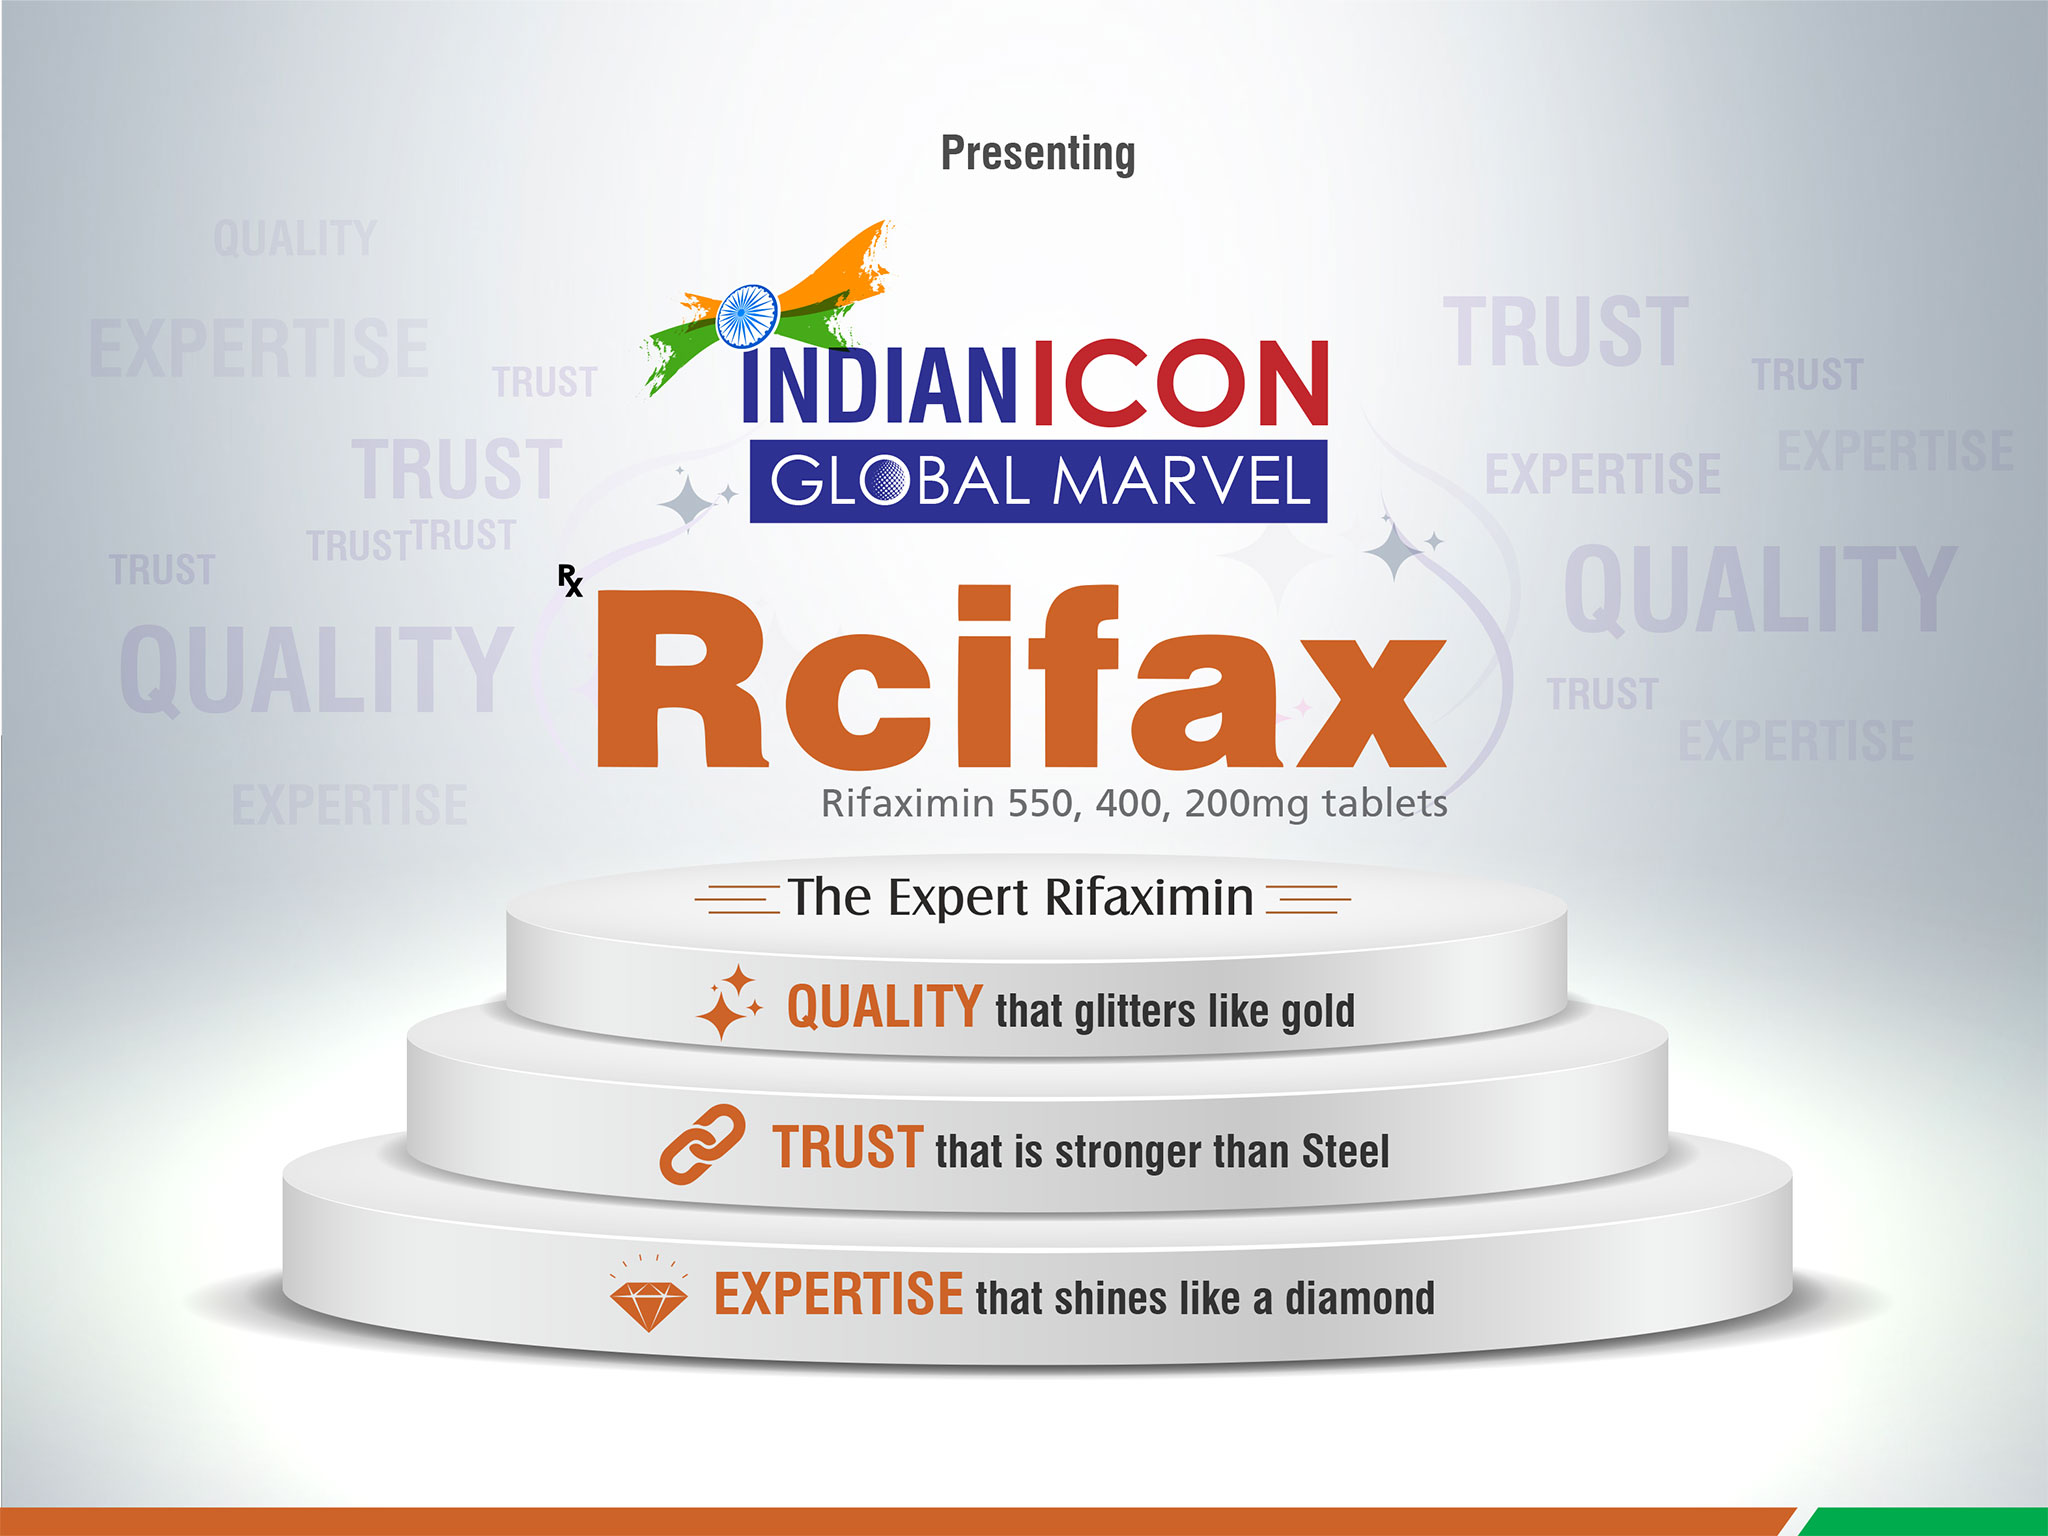 Presenting
QUALITY
EXPERTISE
TRUST
TRUST
TRUST
TRUST
TRUST
QUALITY
EXPERTISE
INDIAN ICON
GLOBAL MARVEL
TRUST
TRUST
EXPERTISE
EXPERTISE
QUALITY
TRUST
EXPERTISE
Rx
Rcifax
Rifaximin 550, 400, 200mg tablets
The Expert Rifaximin
QUALITY that glitters like gold
TRUST that is stronger than Steel
EXPERTISE that shines like a diamond